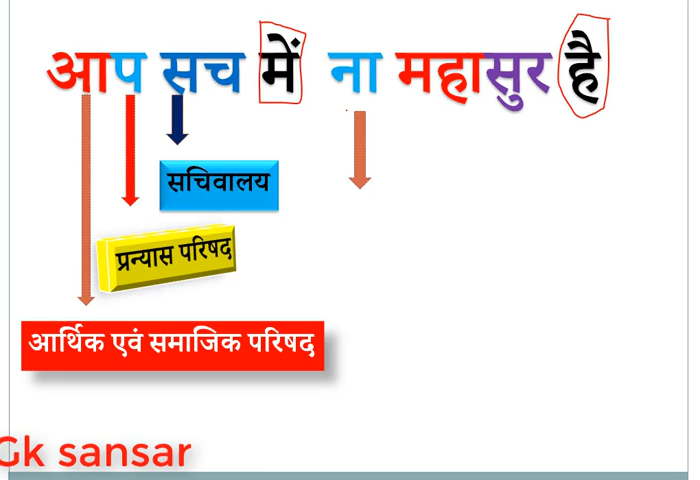 आप सच में ना महासुर है
सचिवालय
प्रन्यास परिषद
आर्थिक एवं समाजिक परिषद
Gk sansar